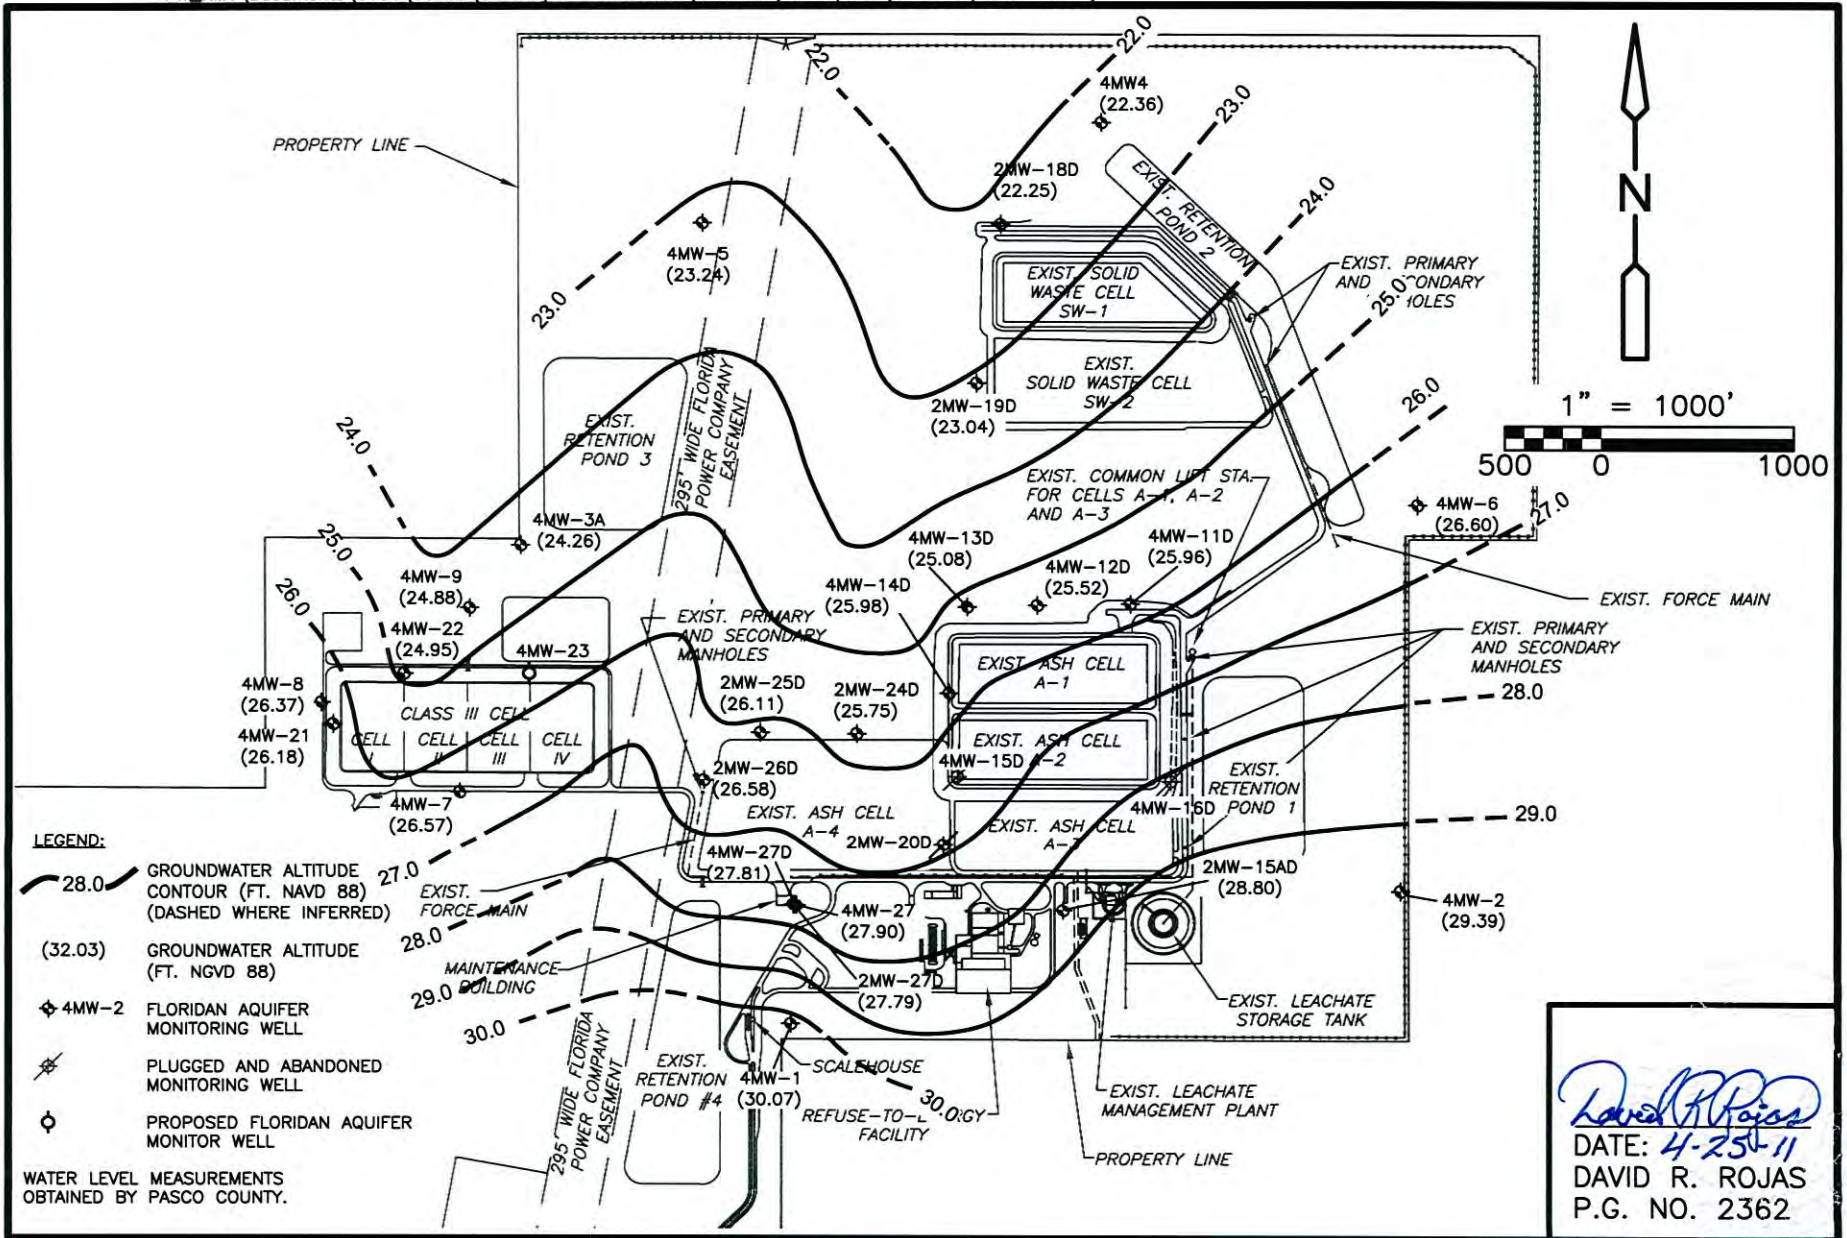 22.0
22.0
4MW4
(22.36)
23.0
PROPERTY LINE
2MW-18D
(22.25)
EXIST. RETENTION
POND 2
24.0
N
4MW-5
(23.24)
23.0
EXIST. SOLID
WASTE CELL
SW-1
EXIST. PRIMARY
AND
HOLES
25.0
EXIST.
SOLID WASTE CELL
SW-2
2MW-19D
(23.04)
26.0
1" = 1000'
500 0 1000
295' WIDE FLORIDA
POWER COMPANY
EASEMENT
EXIST.
RETENTION
POND 3
24.0
EXIST. COMMON LIFT STA.
FOR CELLS A-1, A-2
AND A-3
4MW-6
(26.60)
27.0
4MW-3A
(24.26)
25.0
4MW-13D
(25.08)
4MW-11D
(25.96)
4MW-12D
(25.52)
4MW-14D
(25.98)
4MW-9
(24.88)
26.0
4MW-22
(24.95)
4MW-23
EXIST. PRIMARY
AND SECONDARY
MANHOLES
EXIST. FORCE MAIN
EXIST. PRIMARY
AND SECONDARY
MANHOLES
EXIST. ASH CELL
A-1
4MW-8
(26.37)
4MW-21
(26.18)
2MW-25D
(26.11)
2MW-24D
(25.75)
28.0
CLASS III CELL
CELL
I
CELL
II
CELL
III
CELL
IV
EXIST. ASH CELL
A-2
4MW-15D
2MW-26D
(26.58)
EXIST.
RETENTION
POND 1
4MW-16D
4MW-7
(26.57)
EXIST. ASH CELL
A-4
2MW-20D
EXIST. ASH CELL
A-3
29.0
27.0
4MW-27D
(27.81)
2MW-15AD
(28.80)
EXIST.
FORCE MAIN
28.0
4MW-27
(27.90)
4MW-2
(29.39)
MAINTENANCE
BUILDING
29.0
2MW-27D
(27.79)
30.0
EXIST. LEACHATE
STORAGE TANK
295' WIDE FLORIDA
POWER COMPANY
EASEMENT
EXIST.
RETENTION
POND #4
4MW-1
(30.07)
SCALEHOUSE
30.0
REFUSE-TO-
FACILITY
EXIST. LEACHATE
MANAGEMENT PLANT
PROPERTY LINE
LEGEND:
28.0
GROUNDWATER ALTITUDE
CONTOUR (FT. NAVD 88)
(DASHED WHERE INFERRED)
(32.03) GROUNDWATER ALTITUDE
(FT. NGVD 88)
4MW-2 FLORIDAN AQUIFER
MONITORING WELL
PLUGGED AND ABANDONED
MONITORING WELL
PROPOSED FLORIDAN AQUIFER
MONITOR WELL
WATER LEVEL MEASUREMENTS
OBTAINED BY PASCO COUNTY.
David R Rojas
DATE: 4-25-11
DAVID R. ROJAS
P.G. NO. 2362